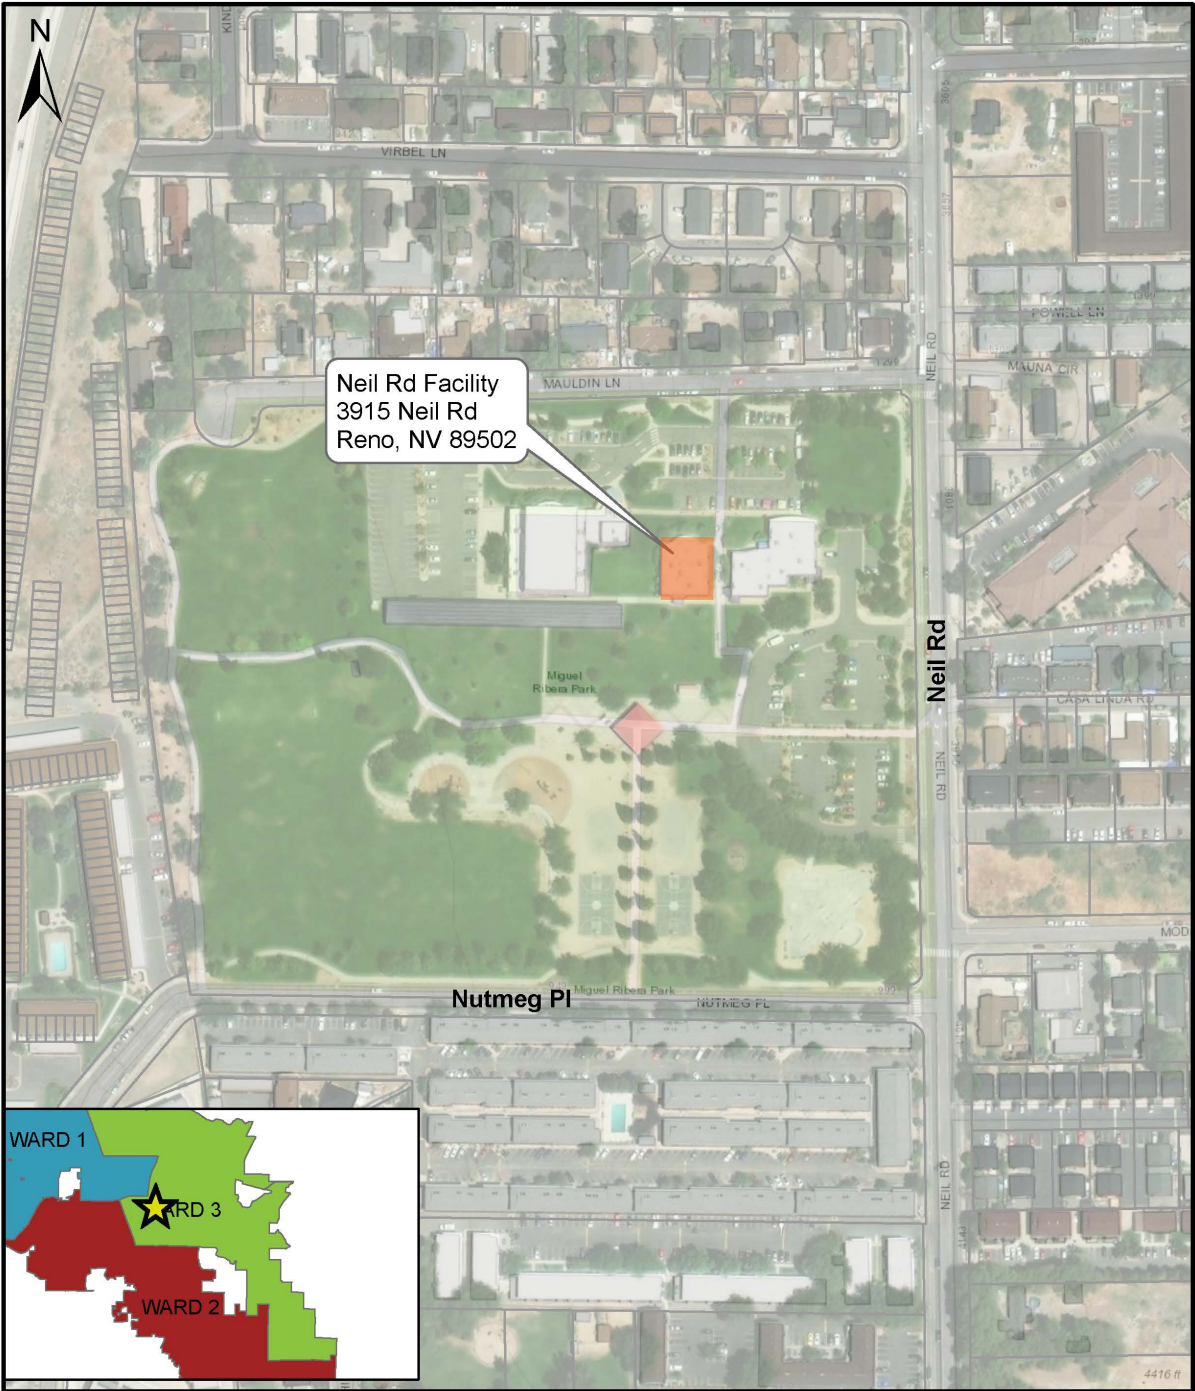 N
KIND
VIRBEL LN
NEIL RD
POWELL LN
MAUNA CIR
MAULDIN LN
Neil Rd Facility
3915 Neil Rd
Reno, NV 89502
Neil Rd
Miguel
Ribera Park
CASA LINDA RD
NEIL RD
MOD
Nutmeg Pl
Miguel Ribera Park
NUTMEG PL
WARD 1
ARD 3
WARD 2
NEIL RD
4416 ft